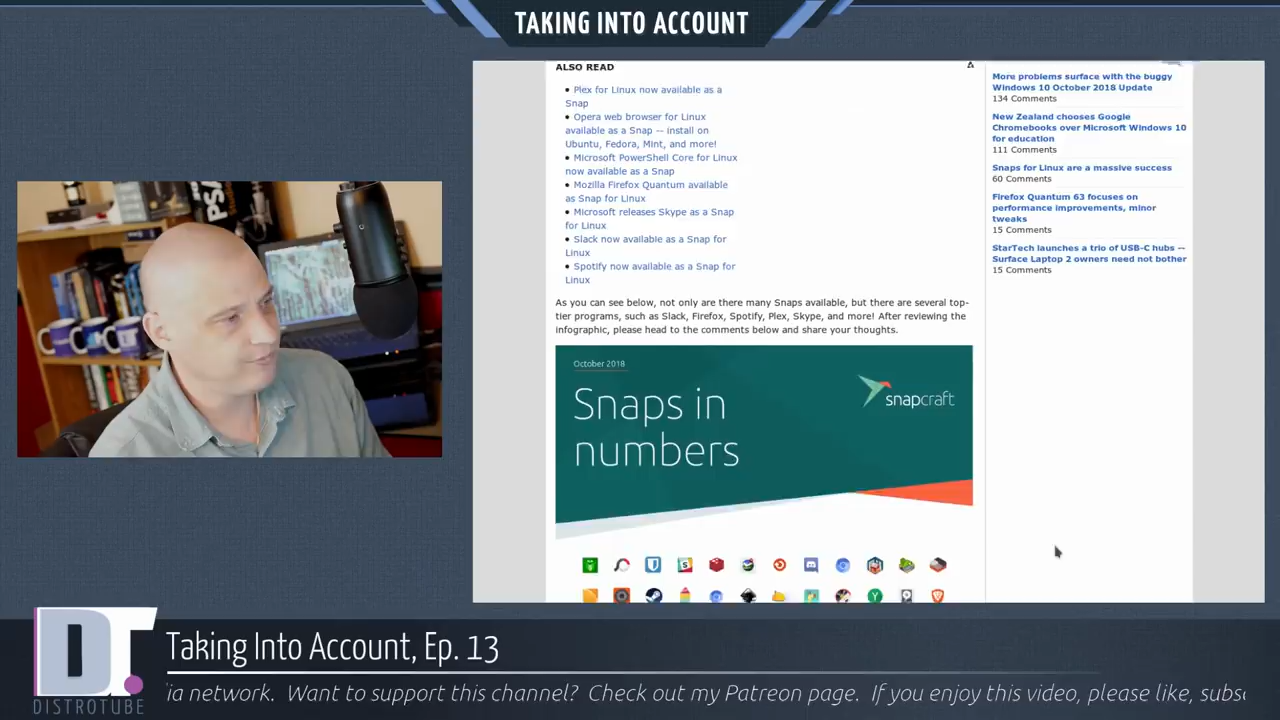 TAKING INTO ACCOUNT
ALSO READ
Plex for Linux now available as a
Snap
Opera web browser for Linux
available as a Snap -- install on
Ubuntu, Fedora, Mint, and more!
Microsoft PowerShell Core for Linux
now available as a Snap
Mozilla Firefox Quantum available
as Snap for Linux
Microsoft releases Skype as a Snap
for Linux
Slack now available as a Snap for
Linux
Spotify now available as a Snap for
Linux
As you can see below, not only are there many Snaps available, but there are several top-
tier programs, such as Slack, Firefox, Spotify, Plex, Skype, and more! After reviewing the
infographic, please head to the comments below and share your thoughts.
October 2018
Snaps in
numbers
snapcraft
More problems surface with the buggy
Windows 10 October 2018 Update
134 Comments
New Zealand chooses Google
Chromebooks over Microsoft Windows 10
for education
111 Comments
Snaps for Linux are a massive success
60 Comments
Firefox Quantum 63 focuses on
performance improvements, minor
tweaks
15 Comments
StarTech launches a trio of USB-C hubs --
Surface Laptop 2 owners need not bother
15 Comments
DT
DISTROTUBE
Taking Into Account, Ep. 13
ia network. Want to support this channel? Check out my Patreon page. If you enjoy this video, please like, subs